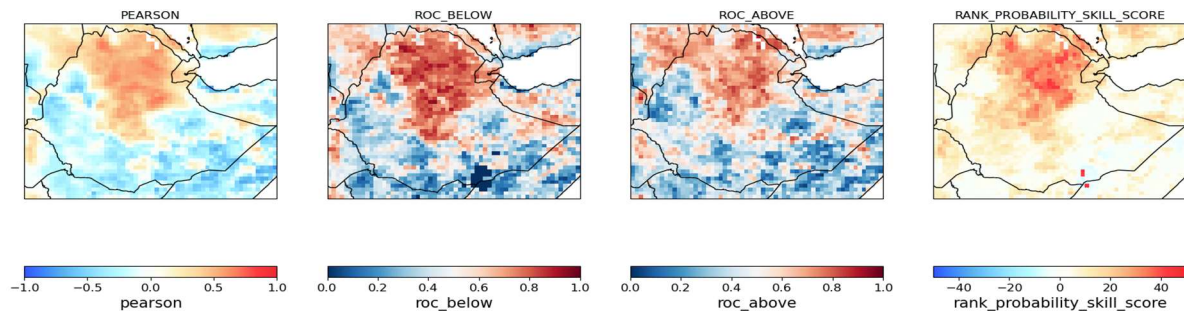 PEARSON
ROC_BELOW
ROC_ABOVE
RANK_PROBABILITY_SKILL_SCORE
−1.0 −0.5 0.0 0.5 1.0
pearson
0.0 0.2 0.4 0.6 0.8 1.0
roc_below
0.0 0.2 0.4 0.6 0.8 1.0
roc_above
−40 −20 0 20 40
rank_probability_skill_score